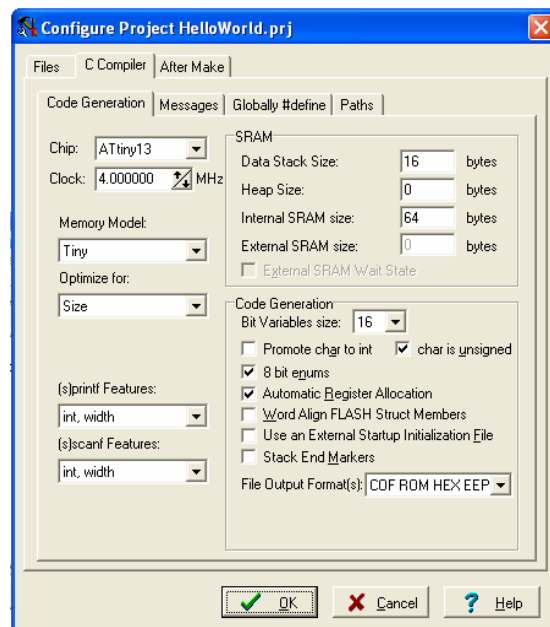 Configure Project HelloWorld.prj
Files C Compiler After Make
Code Generation Messages Globally #define Paths
Chip: ATtiny13
Clock: 4.000000 MHz
Memory Model:
Tiny
Optimize for:
Size
(s)printf Features:
int, width
(s)scanf Features:
int, width
SRAM
Data Stack Size: 16 bytes
Heap Size: 0 bytes
Internal SRAM size: 64 bytes
External SRAM size: 0 bytes
External SRAM Wait State
Code Generation
Bit Variables size: 16
Promote char to int char is unsigned
8 bit enums
Automatic Register Allocation
Word Align FLASH Struct Members
Use an External Startup Initialization File
Stack End Markers
File Output Format(s): COF ROM HEX EEP
OK Cancel ? Help